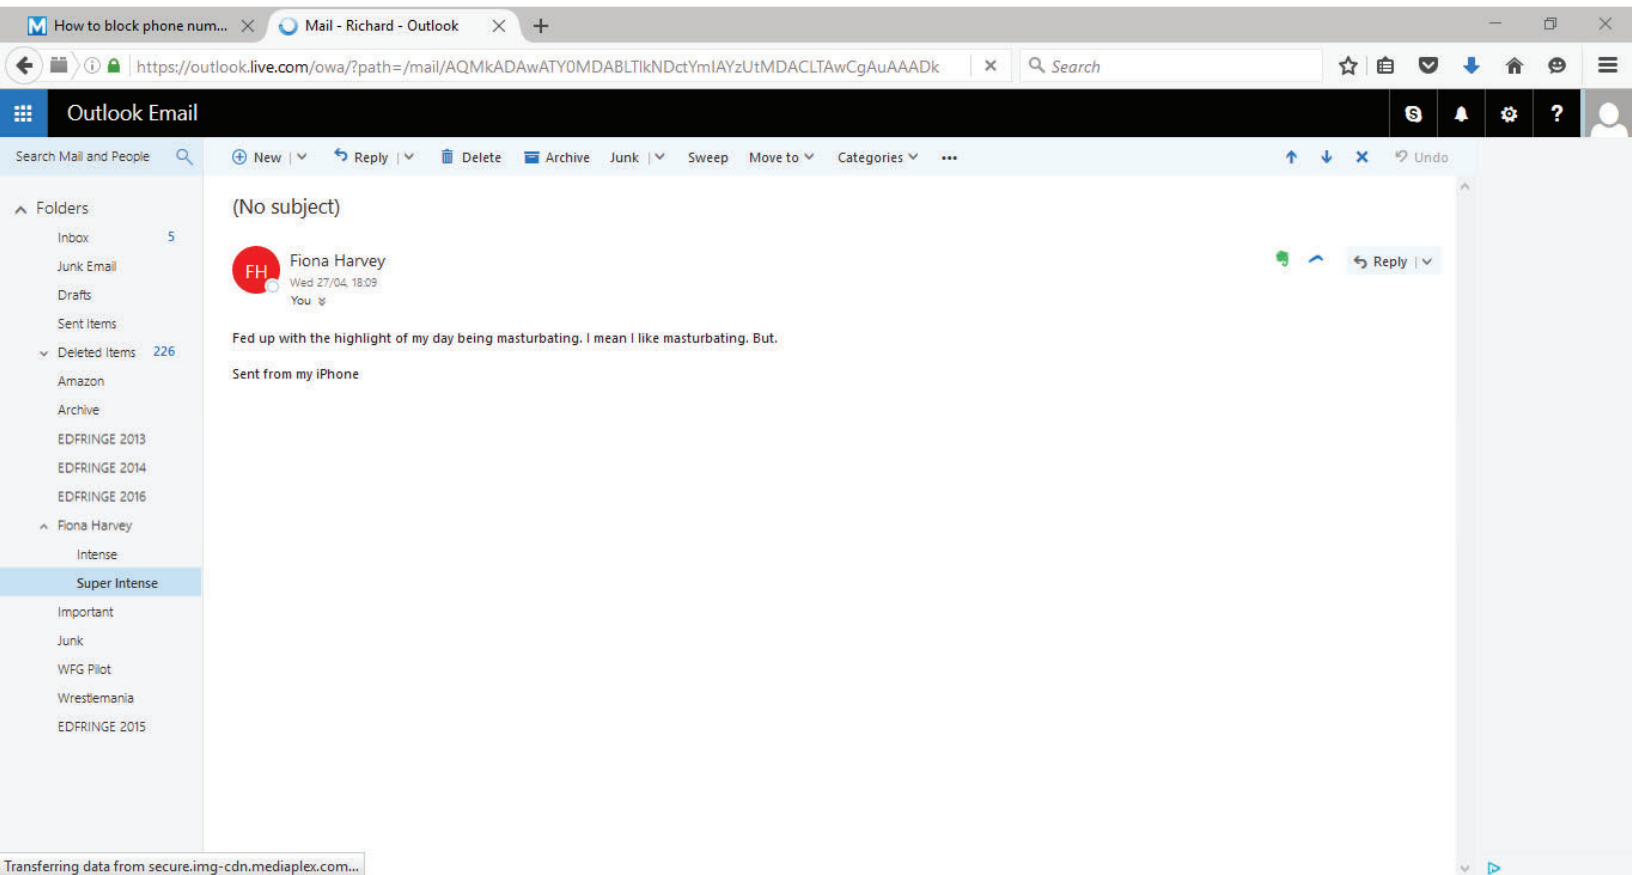 How to block phone num...
Mail - Richard - Outlook
https://outlook.live.com/owa/?path=/mail/AQMkADAwATY0MDABLTlkNDctYmIAYzUtMDACLTAwCgAuAAADk
Search
Outlook Email
Search Mail and People
New
Reply
Delete
Archive
Junk
Sweep
Move to
Categories
Undo
Folders
Inbox 5
Junk Email
Drafts
Sent Items
Deleted Items 226
Amazon
Archive
EDFRINGE 2013
EDFRINGE 2014
EDFRINGE 2016
Fiona Harvey
Intense
Super Intense
Important
Junk
WFG Pilot
Wrestlemania
EDFRINGE 2015
(No subject)
FH
Fiona Harvey
Wed 27/04, 18:09
You
Reply
Fed up with the highlight of my day being masturbating. I mean I like masturbating. But.
Sent from my iPhone
Transferring data from secure.img-cdn.mediaplex.com...